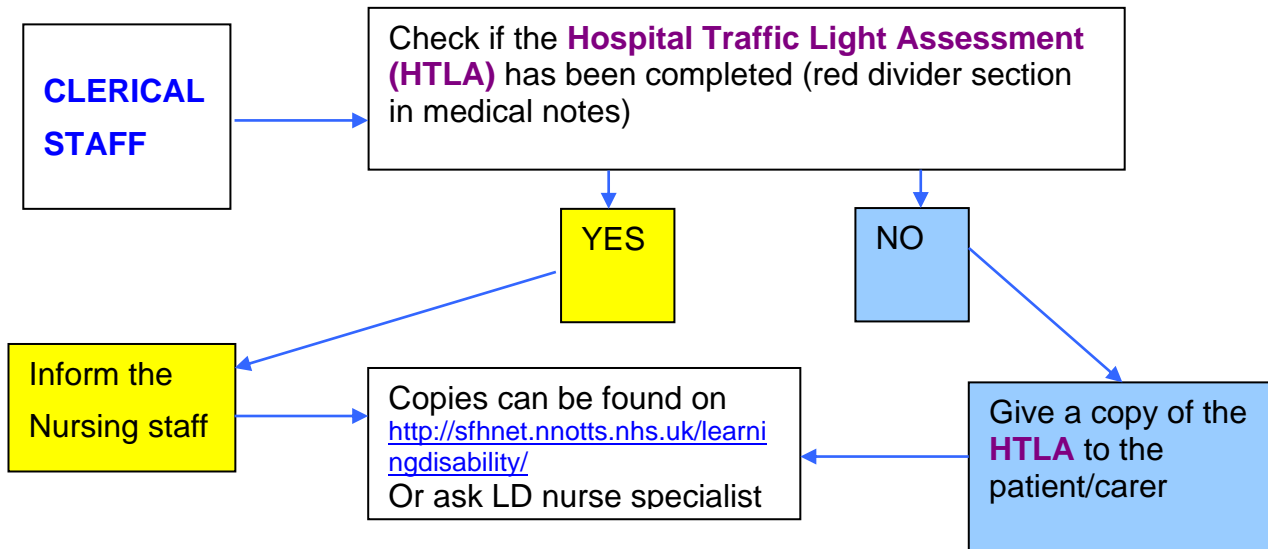 CLERICAL
STAFF
Check if the Hospital Traffic Light Assessment
(HTLA) has been completed (red divider section
in medical notes)
YES
NO
Inform the
Nursing staff
Copies can be found on
http://sfhnet.nnotts.nhs.uk/learni
ngdisability/
Or ask LD nurse specialist
Give a copy of the
HTLA to the
patient/carer